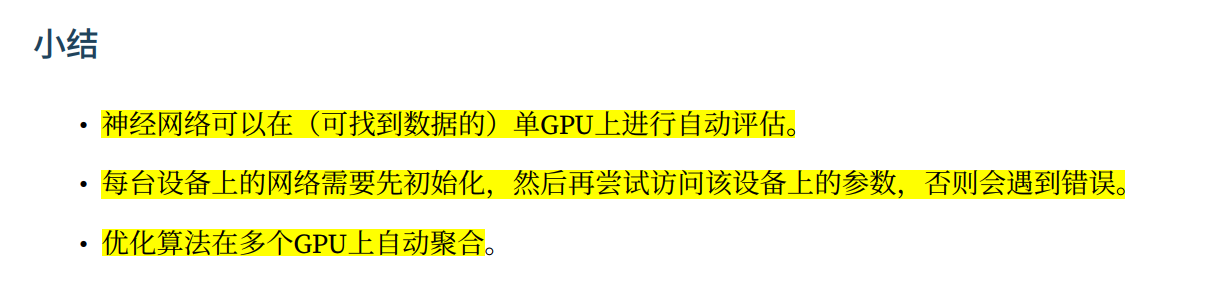 小结
• 神经网络可以在（可找到数据的）单GPU上进行自动评估。
• 每台设备上的网络需要先初始化，然后再尝试访问该设备上的参数，否则会遇到错误。
• 优化算法在多个GPU上自动聚合。